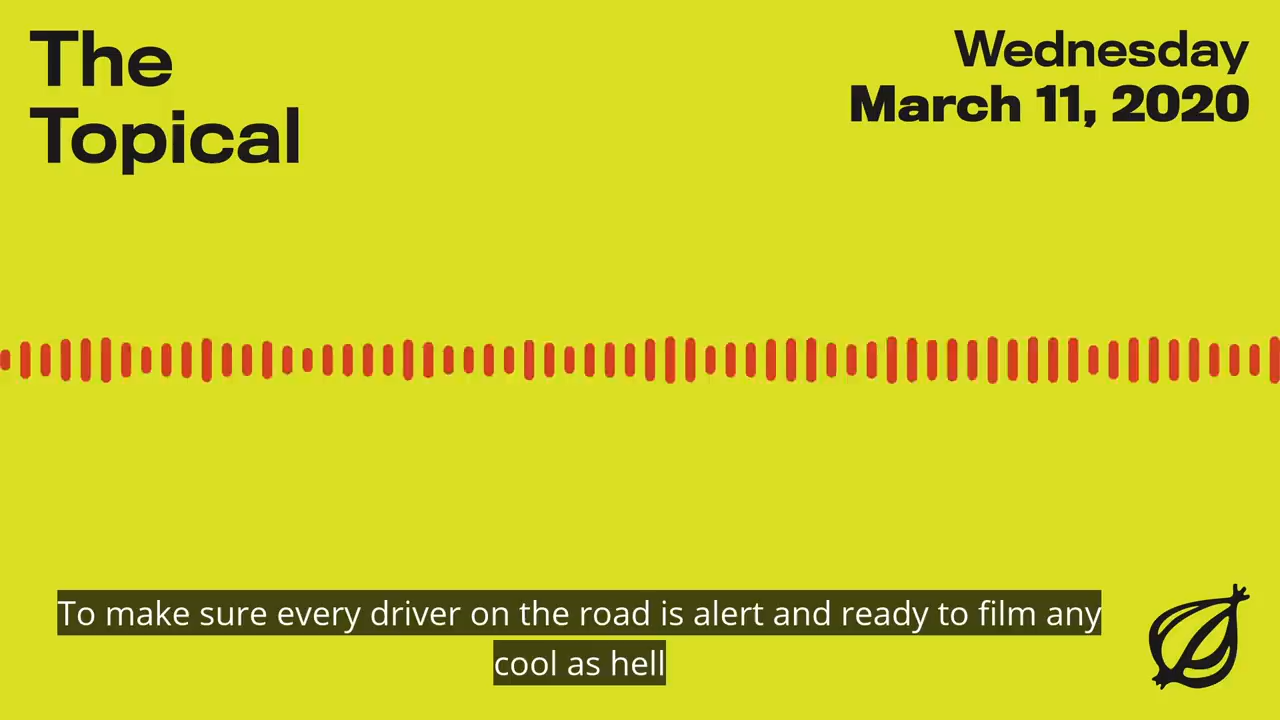 The
Topical
Wednesday
March 11, 2020
To make sure every driver on the road is alert and ready to film any
cool as hell